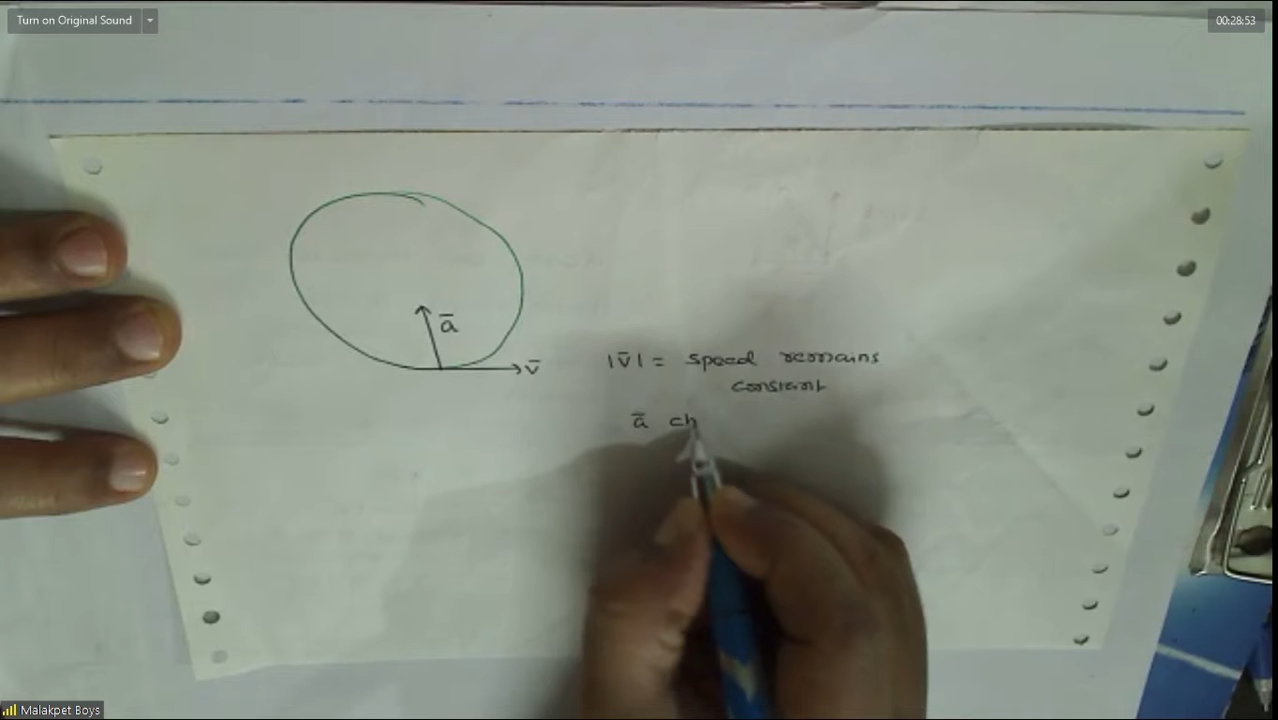 Turn on Original Sound
00:28:53
a̅
v̅
|v̅| = speed remains
constant
a̅ ch
Malakpet Boys